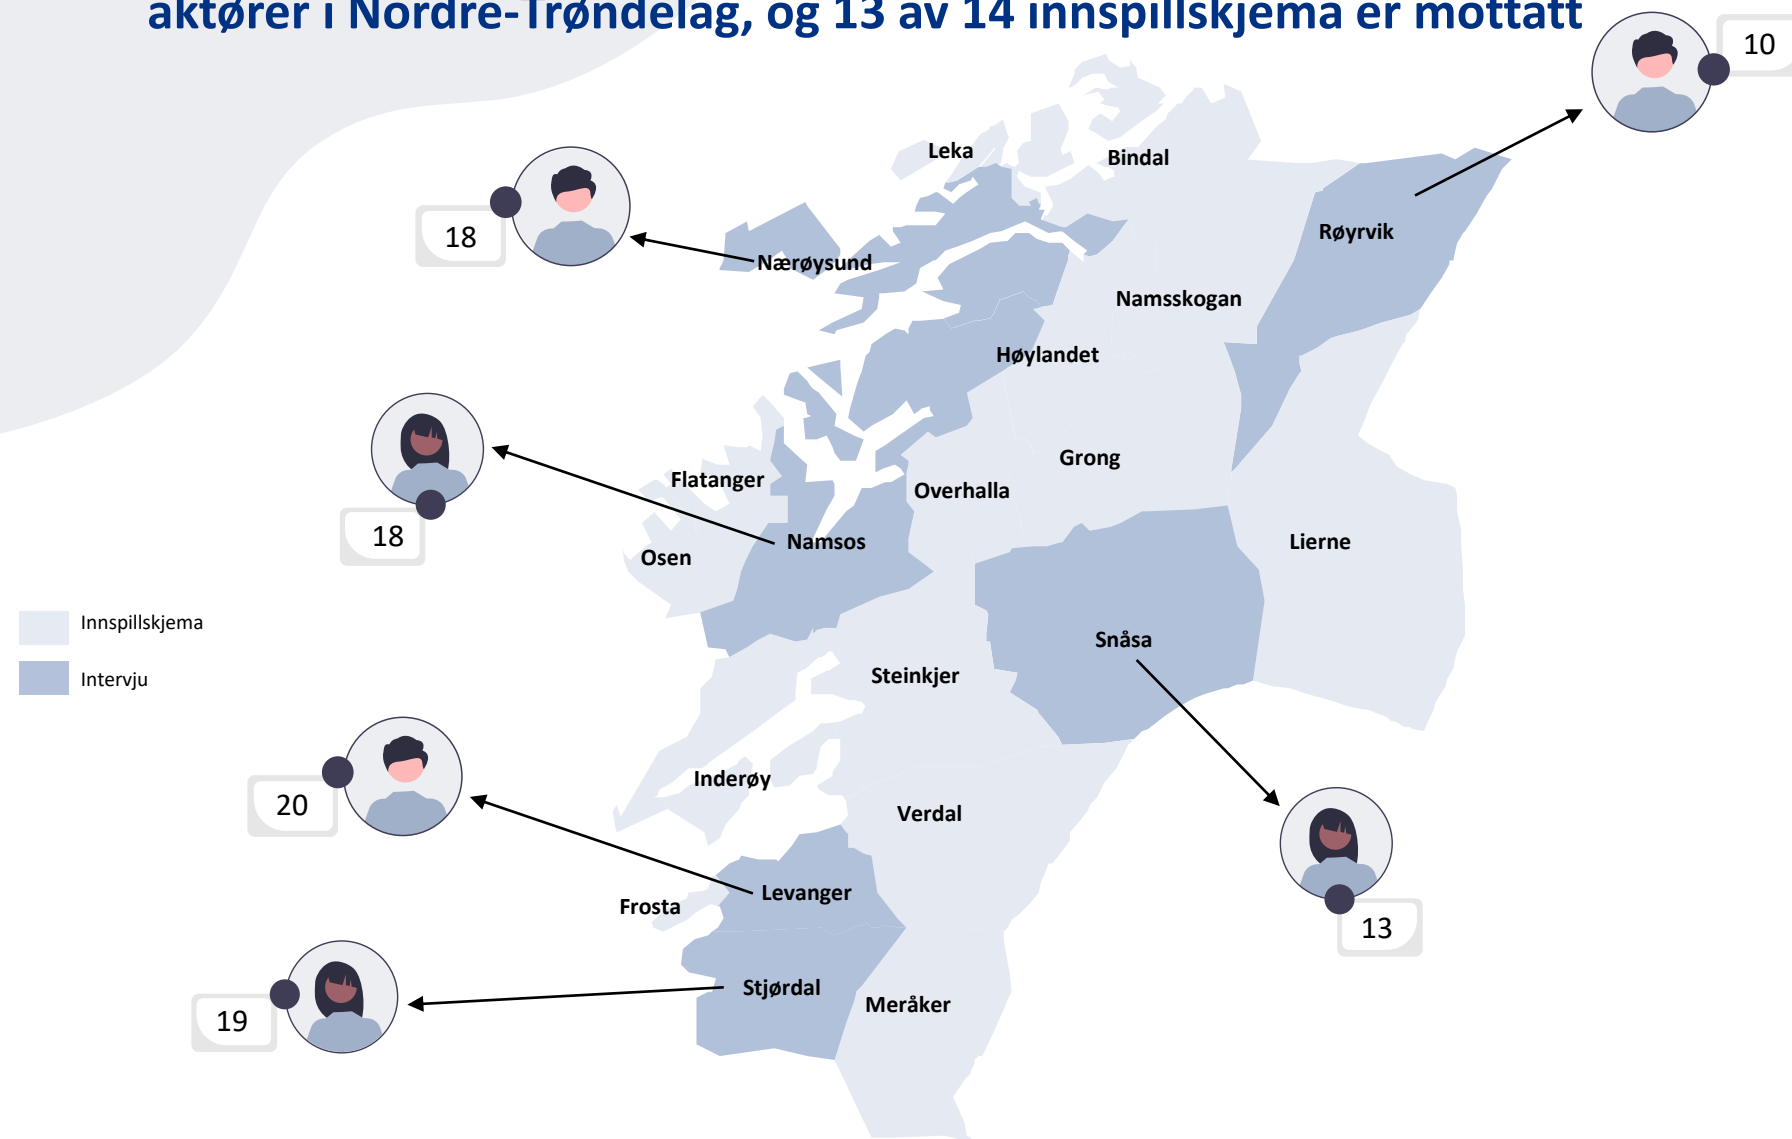 aktører i Nordre-Trøndelag, og 13 av 14 innspillskjema er mottatt
10
Leka
Bindal
18
Røyrvik
Nærøysund
Namsskogan
Høylandet
Grong
Flatanger
Overhalla
18
Namsos
Lierne
Osen
Innspillskjema
Snåsa
Intervju
Steinkjer
Inderøy
20
Verdal
Levanger
Frosta
13
Stjørdal
Meråker
19